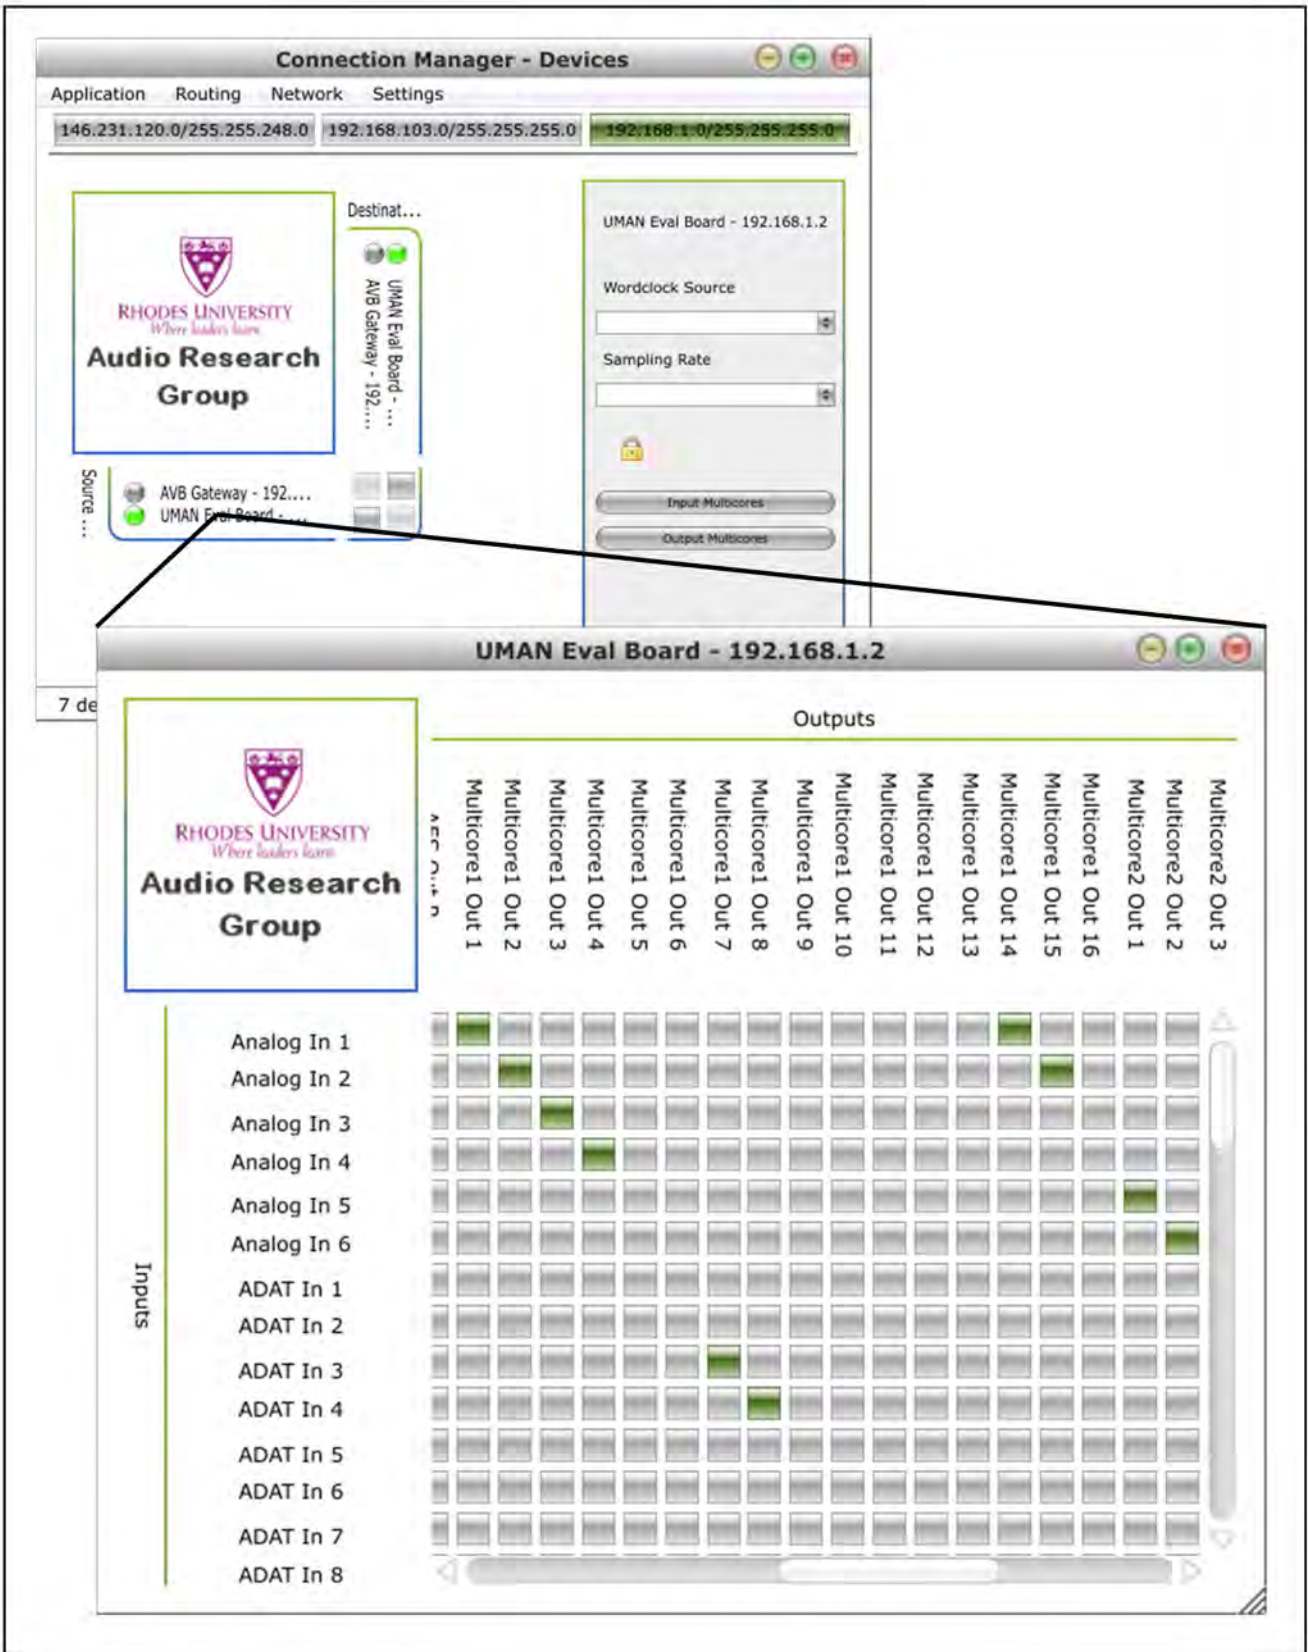 Connection Manager - Devices
Application Routing Network Settings
146.231.120.0/255.255.248.0 192.168.103.0/255.255.255.0 192.168.1.0/255.255.255.0
RHODES UNIVERSITY
Where leaders learn
Audio Research
Group
Destinat...
UMAN Eval Board - ...
AVB Gateway - 192....
Source ...
AVB Gateway - 192....
UMAN Eval Board - ...
UMAN Eval Board - 192.168.1.2
Wordclock Source
Sampling Rate
Input Multicores
Output Multicores
7 de
UMAN Eval Board - 192.168.1.2
RHODES UNIVERSITY
Where leaders learn
Audio Research
Group
Outputs
Multicore1 Out 1
Multicore1 Out 2
Multicore1 Out 3
Multicore1 Out 4
Multicore1 Out 5
Multicore1 Out 6
Multicore1 Out 7
Multicore1 Out 8
Multicore1 Out 9
Multicore1 Out 10
Multicore1 Out 11
Multicore1 Out 12
Multicore1 Out 13
Multicore1 Out 14
Multicore1 Out 15
Multicore1 Out 16
Multicore2 Out 1
Multicore2 Out 2
Multicore2 Out 3
Inputs
Analog In 1
Analog In 2
Analog In 3
Analog In 4
Analog In 5
Analog In 6
ADAT In 1
ADAT In 2
ADAT In 3
ADAT In 4
ADAT In 5
ADAT In 6
ADAT In 7
ADAT In 8